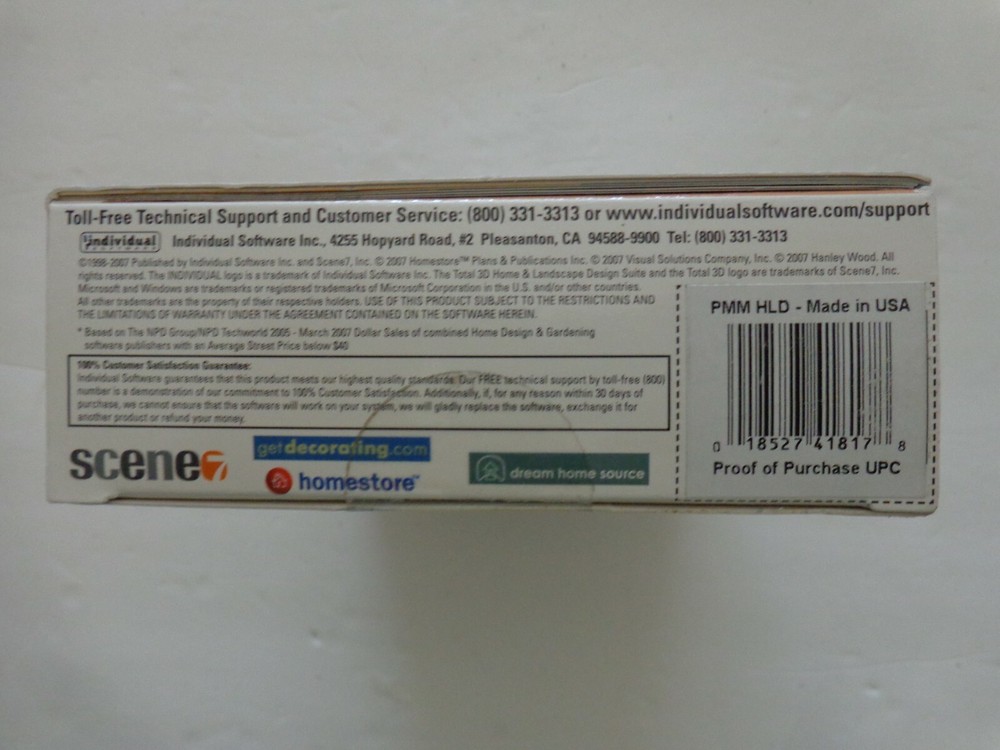 Toll-Free Technical Support and Customer Service: (800) 331-3313 or www.individualsoftware.com/support
individual SOFTWARE Individual Software Inc., 4255 Hopyard Road, #2 Pleasanton, CA 94588-9900 Tel: (800) 331-3313
©1998-2007 Published by Individual Software Inc. and Scene7, Inc. © 2007 Homestore™ Plans & Publications Inc. © 2007 Visual Solutions Company, Inc. © 2007 Hanley Wood. All
rights reserved. The INDIVIDUAL logo is a trademark of Individual Software Inc. The Total 3D Home & Landscape Design Suite and the Total 3D logo are trademarks of Scene7, Inc.
Microsoft and Windows are trademarks or registered trademarks of Microsoft Corporation in the U.S. and/or other countries.
All other trademarks are the property of their respective holders. USE OF THIS PRODUCT SUBJECT TO THE RESTRICTIONS AND
THE LIMITATIONS OF WARRANTY UNDER THE AGREEMENT CONTAINED ON THE SOFTWARE HEREIN.
* Based on The NPD Group/NPD Techworld 2005 - March 2007 Dollar Sales of combined Home Design & Gardening
software publishers with an Average Street Price below $40
100% Customer Satisfaction Guarantee:
Individual Software guarantees that this product meets our highest quality standards. Our FREE technical support by toll-free (800)
number is a demonstration of our commitment to 100% Customer Satisfaction. Additionally, if, for any reason within 30 days of
purchase, we cannot ensure that the software will work on your system, we will gladly replace the software, exchange it for
another product or refund your money.
scene7
getdecorating.com
homestore™
dream home source
PMM HLD - Made in USA
0 18527 41817 8
Proof of Purchase UPC